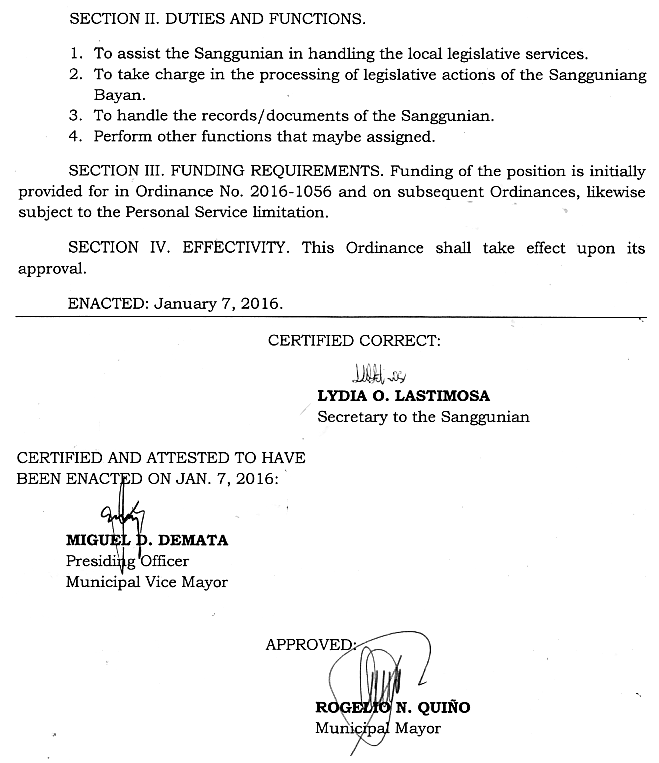 SECTION II. DUTIES AND FUNCTIONS.
1. To assist the Sanggunian in handling the local legislative services.
2. To take charge in the processing of legislative actions of the Sangguniang
Bayan.
3. To handle the records/documents of the Sanggunian.
4. Perform other functions that maybe assigned.
SECTION III. FUNDING REQUIREMENTS. Funding of the position is initially
provided for in Ordinance No. 2016-1056 and on subsequent Ordinances, likewise
subject to the Personal Service limitation.
SECTION IV. EFFECTIVITY. This Ordinance shall take effect upon its
approval.
ENACTED: January 7, 2016.
CERTIFIED CORRECT:
LYDIA O. LASTIMOSA
Secretary to the Sanggunian
CERTIFIED AND ATTESTED TO HAVE
BEEN ENACTED ON JAN. 7, 2016:
MIGUEL D. DEMATA
Presiding Officer
Municipal Vice Mayor
APPROVED:
ROGELIO N. QUIÑO
Municipal Mayor